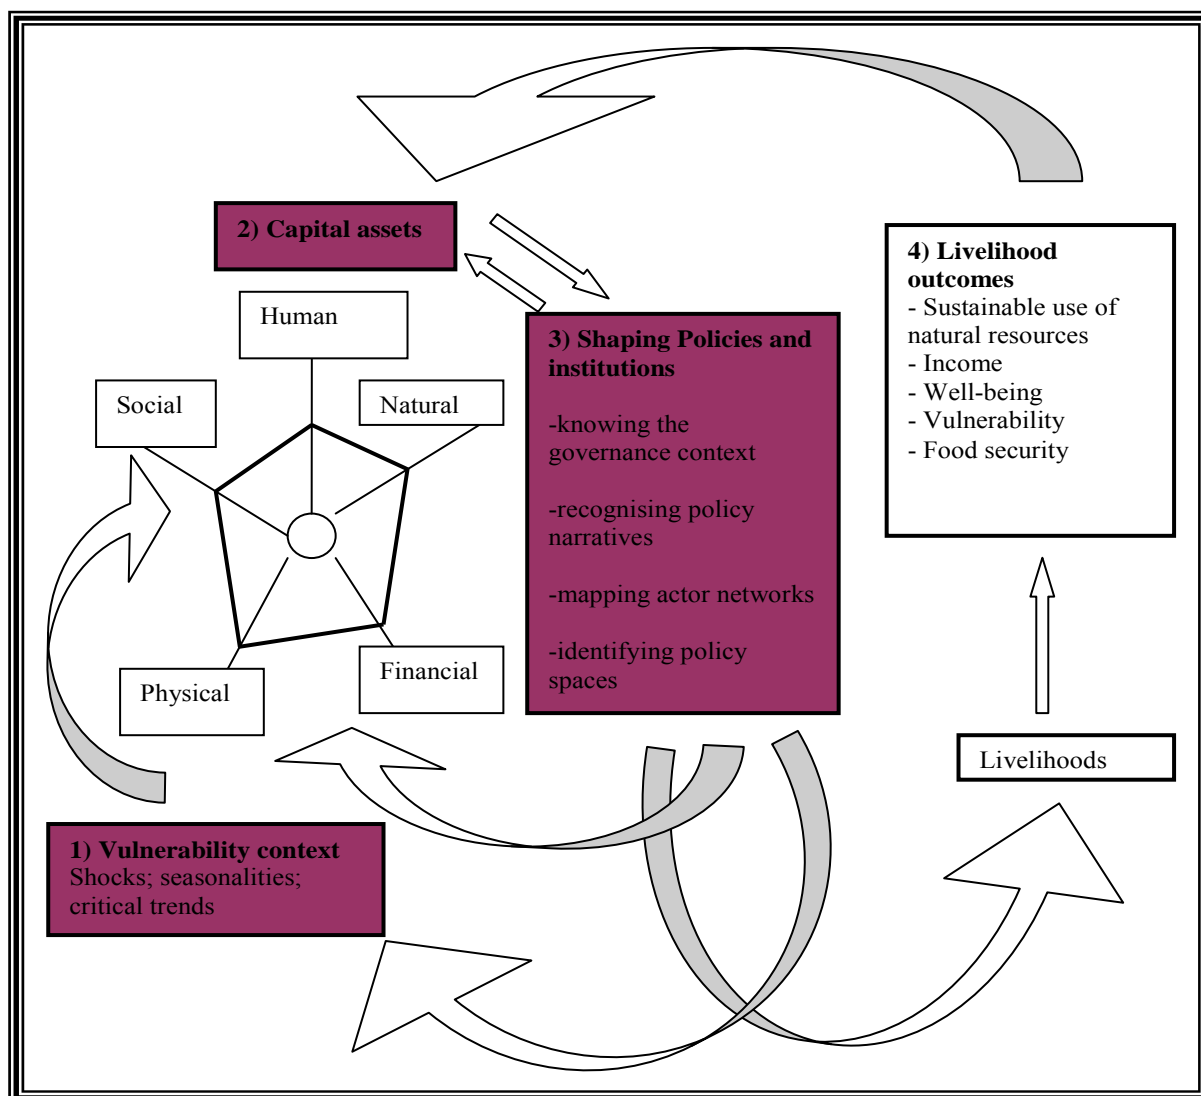 2) Capital assets
Human
Social
Natural
Physical
Financial
1) Vulnerability context
Shocks; seasonalities;
critical trends
3) Shaping Policies and
institutions
-knowing the
governance context
-recognising policy
narratives
-mapping actor networks
-identifying policy
spaces
4) Livelihood
outcomes
- Sustainable use of
natural resources
- Income
- Well-being
- Vulnerability
- Food security
Livelihoods